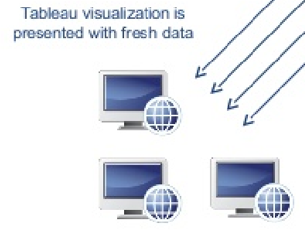 Tableau visualization is
presented with fresh data